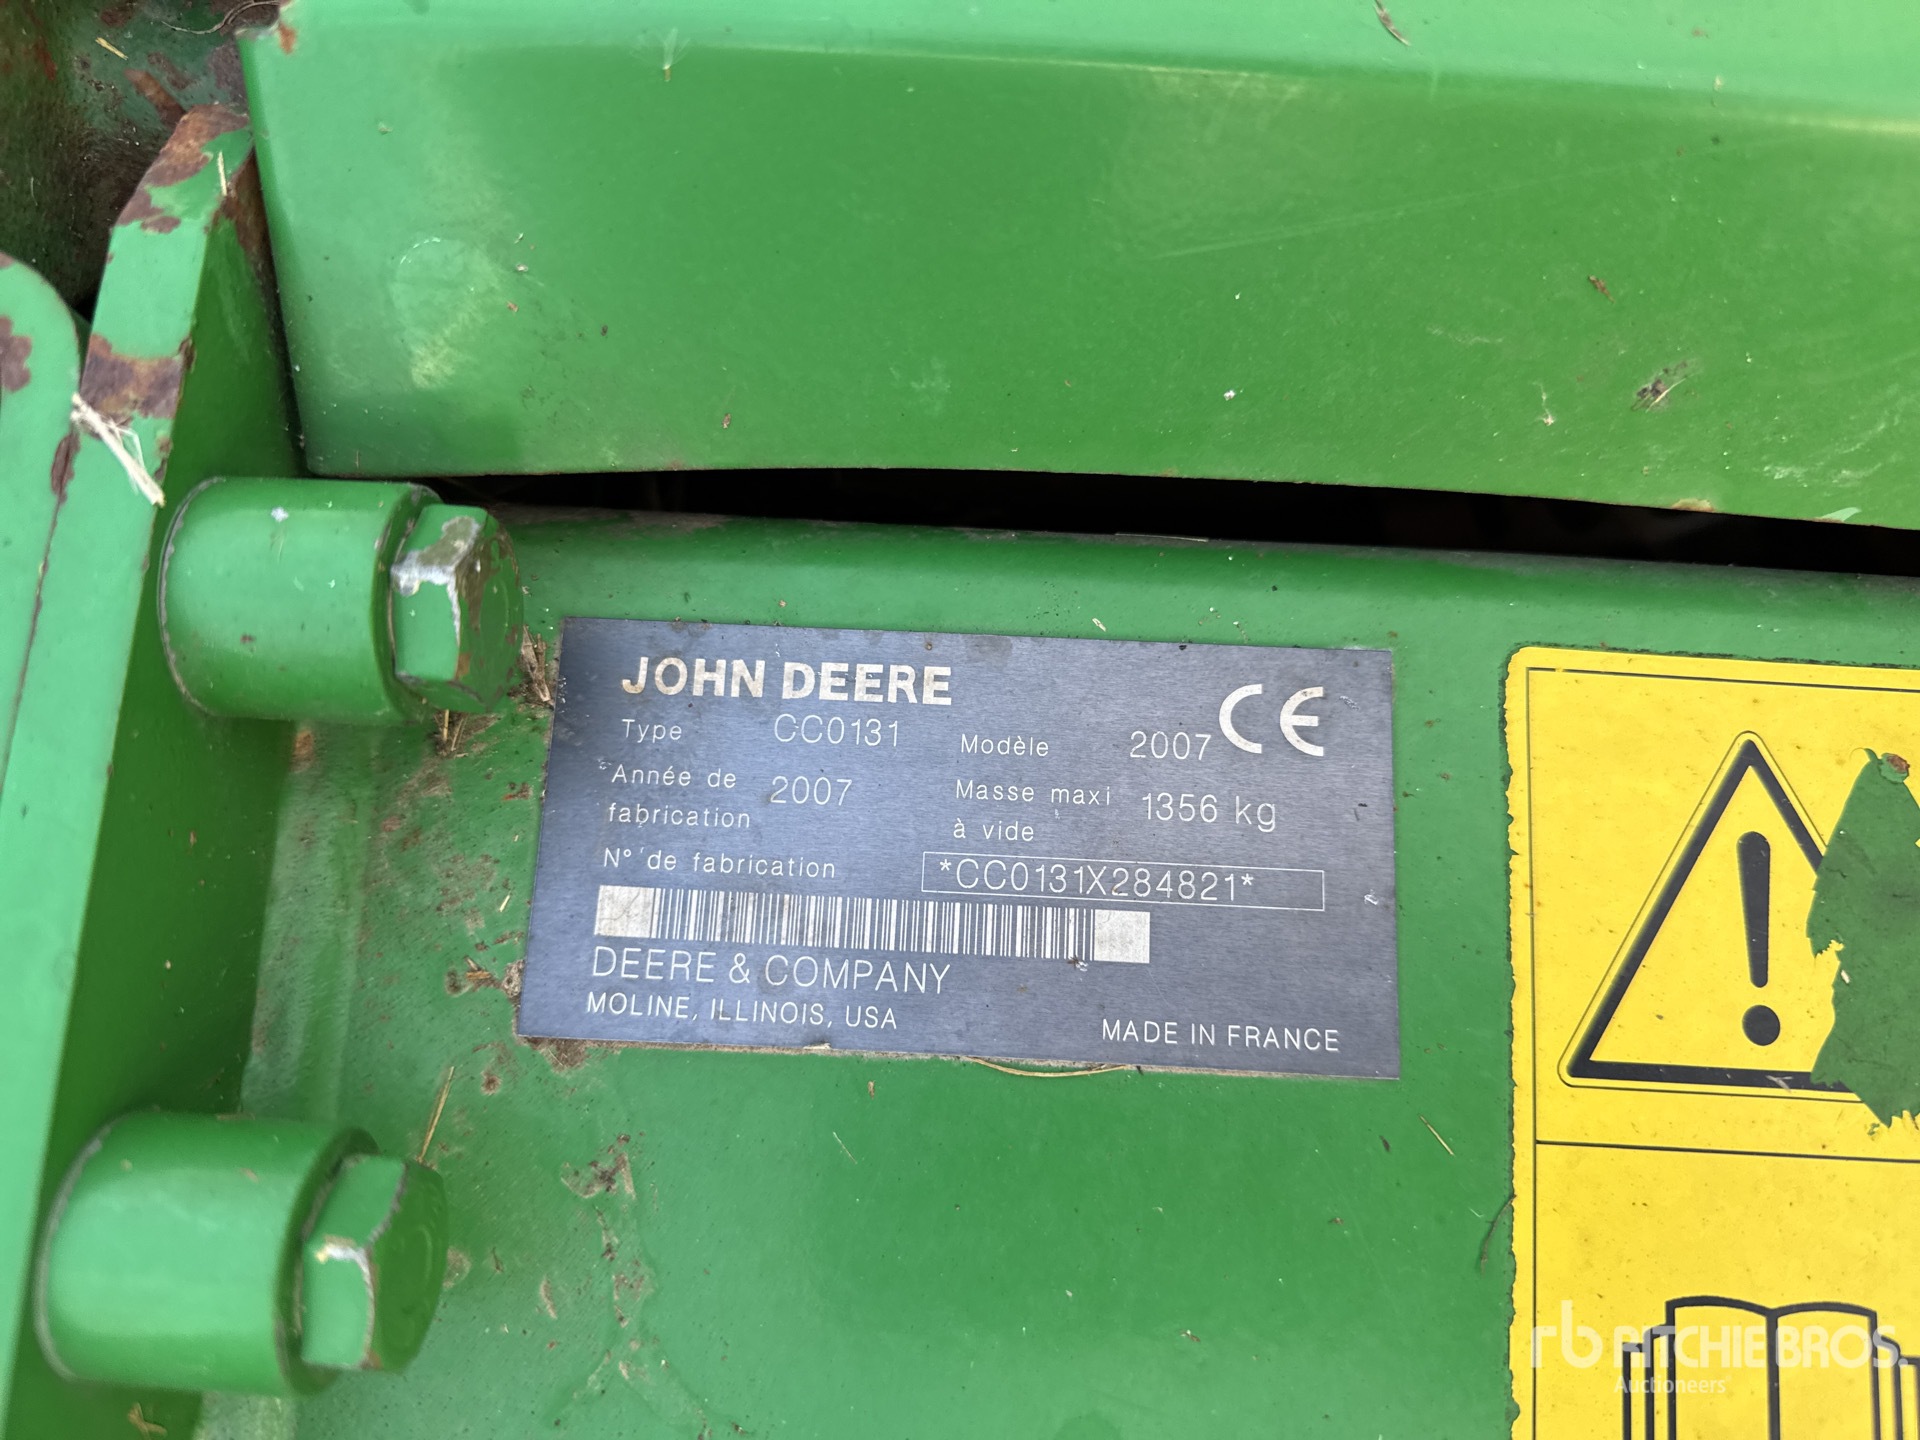 JOHN DEERE
CE
Type CC0131 Modèle 2007
Année de fabrication 2007 Masse maxi à vide 1356 kg
N° de fabrication *CC0131X284821*
DEERE & COMPANY
MOLINE, ILLINOIS, USA
MADE IN FRANCE
rb RITCHIE BROS.
Auctioneers